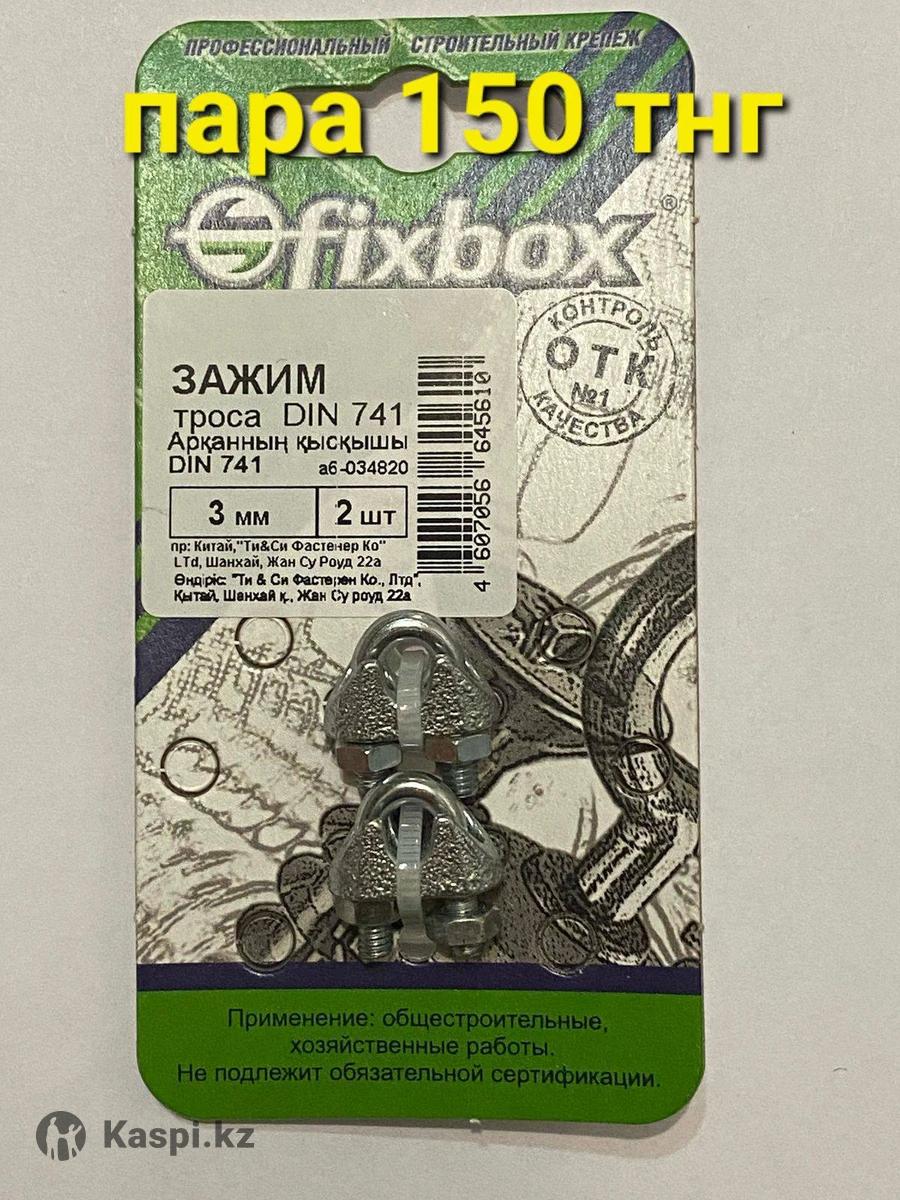 ПРОФЕССИОНАЛЬНЫЙ СТРОИТЕЛЬНЫЙ КРЕПЕЖ
пара 150 тнг
fixbox ®
КОНТРОЛЬ
ОТК
№1
КАЧЕСТВА
ЗАЖИМ
троса DIN 741
Арқанның қысқышы
DIN 741 аб-034820
3 мм 2 шт
пр: Китай,"Ти&Си Фастенер Ко"
LTd, Шанхай, Жан Су Роуд 22а
Өндіріс: "Ти & Си Фастерен Ко., Лтд",
Қытай, Шанхай қ., Жан Су роуд 22а
4 607056 645610
Применение: общестроительные,
хозяйственные работы.
Не подлежит обязательной сертификации.
Kaspi.kz